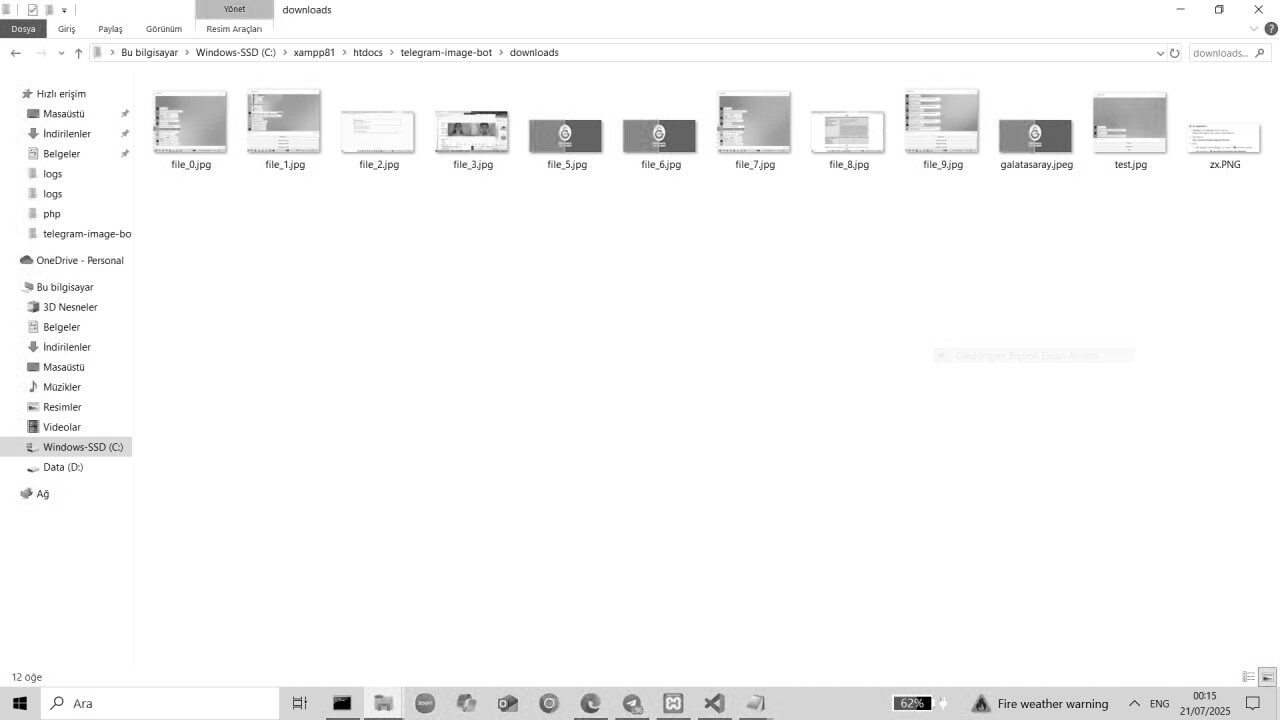 Yönet
downloads
Dosya
Giriş
Paylaş
Görünüm
Resim Araçları
Bu bilgisayar
Windows-SSD (C:)
xampp81
htdocs
telegram-image-bot
downloads
downloads...
Hızlı erişim
Masaüstü
İndirilenler
Belgeler
logs
logs
php
telegram-image-bo
OneDrive - Personal
Bu bilgisayar
3D Nesneler
Belgeler
İndirilenler
Masaüstü
Müzikler
Resimler
Videolar
Windows-SSD (C:)
Data (D:)
Ağ
file_0.jpg
file_1.jpg
file_2.jpg
file_3.jpg
file_5.jpg
file_6.jpg
file_7.jpg
file_8.jpg
file_9.jpg
galatasaray.jpeg
test.jpg
zx.PNG
12 öğe
Ara
zoom
62%
Fire weather warning
ENG
00:15
21/07/2025